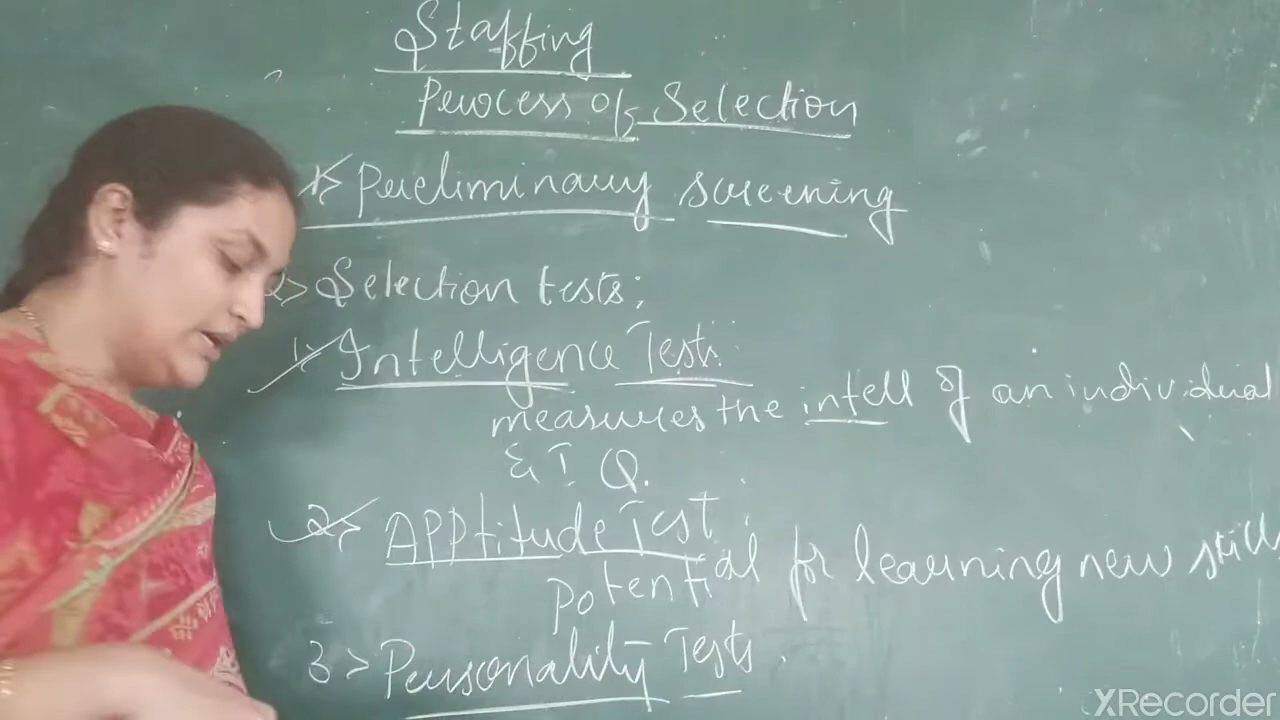 Staffing
Process of Selection
1> Preliminary screening
2> Selection tests;
1> Intelligence Test:
measures the intell of an individual
& I Q.
2> APPtitude Test:
Potential for learning new skill
3> Personality Tests.
XRecorder